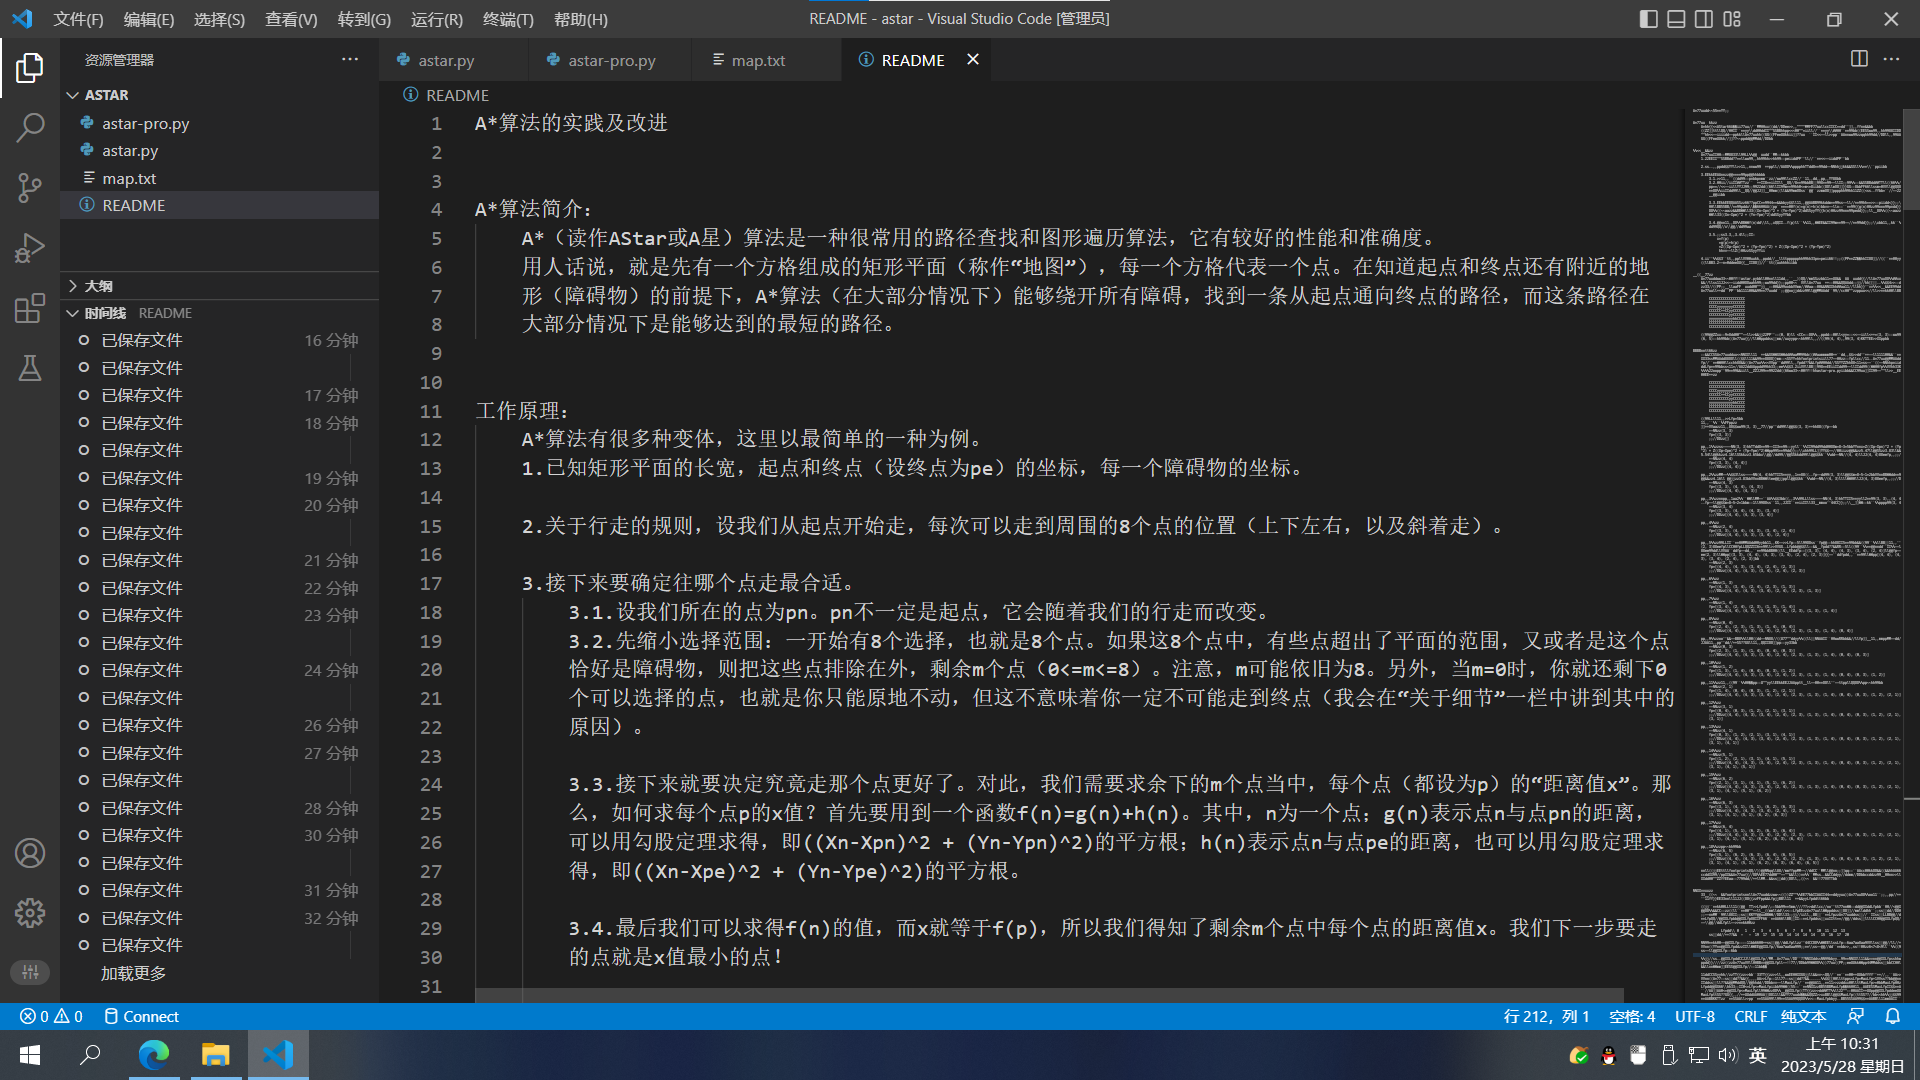 文件(F) 编辑(E) 选择(S) 查看(V) 转到(G) 运行(R) 终端(T) 帮助(H) README - astar - Visual Studio Code [管理员]
资源管理器
astar.py astar-pro.py map.txt README
ASTAR
astar-pro.py
astar.py
map.txt
README
大纲
时间线 README
已保存文件 16 分钟
已保存文件
已保存文件 17 分钟
已保存文件 18 分钟
已保存文件
已保存文件 19 分钟
已保存文件 20 分钟
已保存文件
已保存文件 21 分钟
已保存文件 22 分钟
已保存文件 23 分钟
已保存文件
已保存文件 24 分钟
已保存文件
已保存文件 26 分钟
已保存文件 27 分钟
已保存文件
已保存文件 28 分钟
已保存文件 30 分钟
已保存文件
已保存文件 31 分钟
已保存文件 32 分钟
已保存文件
加载更多
README
1 A*算法的实践及改进
2
3
4 A*算法简介：
5 A*（读作AStar或A星）算法是一种很常用的路径查找和图形遍历算法，它有较好的性能和准确度。
6 用人话说，就是先有一个方格组成的矩形平面（称作“地图”），每一个方格代表一个点。在知道起点和终点还有附近的地
7 形（障碍物）的前提下，A*算法（在大部分情况下）能够绕开所有障碍，找到一条从起点通向终点的路径，而这条路径在
8 大部分情况下是能够达到的最短的路径。
9
10
11 工作原理：
12 A*算法有很多种变体，这里以最简单的一种为例。
13 1.已知矩形平面的长宽，起点和终点（设终点为pe）的坐标，每一个障碍物的坐标。
14
15 2.关于行走的规则，设我们从起点开始走，每次可以走到周围的8个点的位置（上下左右，以及斜着走）。
16
17 3.接下来要确定往哪个点走最合适。
18 3.1.设我们所在的点为pn。pn不一定是起点，它会随着我们的行走而改变。
19 3.2.先缩小选择范围：一开始有8个选择，也就是8个点。如果这8个点中，有些点超出了平面的范围，又或者是这个点
20 恰好是障碍物，则把这些点排除在外，剩余m个点（0<=m<=8）。注意，m可能依旧为8。另外，当m=0时，你就还剩下0
21 个可以选择的点，也就是你只能原地不动，但这不意味着你一定不可能走到终点（我会在“关于细节”一栏中讲到其中的
22 原因）。
23
24 3.3.接下来就要决定究竟走那个点更好了。对此，我们需要求余下的m个点当中，每个点（都设为p）的“距离值x”。那
25 么，如何求每个点p的x值？首先要用到一个函数f(n)=g(n)+h(n)。其中，n为一个点；g(n)表示点n与点pn的距离，
26 可以用勾股定理求得，即((Xn-Xpn)^2 + (Yn-Ypn)^2)的平方根；h(n)表示点n与点pe的距离，也可以用勾股定理求
27 得，即((Xn-Xpe)^2 + (Yn-Ype)^2)的平方根。
28
29 3.4.最后我们可以求得f(n)的值，而x就等于f(p)，所以我们得知了剩余m个点中每个点的距离值x。我们下一步要走
30 的点就是x值最小的点！
31
0 0 Connect 行 212，列 1 空格: 4 UTF-8 CRLF 纯文本
英
上午 10:31
2023/5/28 星期日